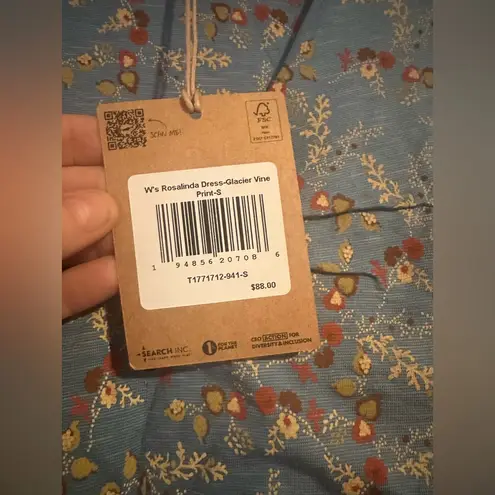 SCAN ME!
FSC
W's Rosalinda Dress-Glacier Vine
Print-S
1 94856 20708 6
T1771712-941-S
$88.00
SEARCH INC.
1% FOR THE
PLANET
CEO ACTION FOR
DIVERSITY & INCLUSION